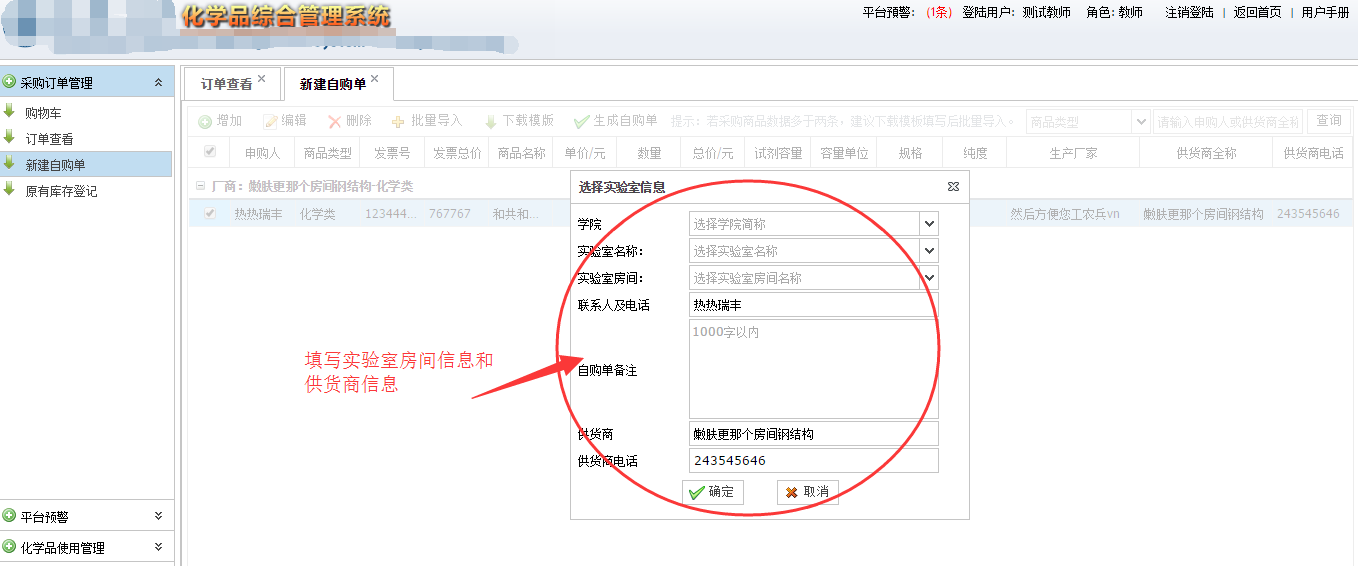 化学品综合管理系统
平台预警: (1条) 登陆用户: 测试教师 角色: 教师 注销登陆 | 返回首页 | 用户手册
采购订单管理
购物车
订单查看
新建自购单
原有库存登记
平台预警
化学品使用管理
订单查看 新建自购单
增加 编辑 删除 批量导入 下载模版 生成自购单 提示: 若采购商品数据多于两条, 建议下载模板填写后批量导入。 商品类型 请输入申购人或供货商全称 查询
申购人 商品类型 发票号 发票总价 商品名称 单价/元 数量 总价/元 试剂容量 容量单位 规格 纯度 生产厂家 供货商全称 供货商电话
厂商: 嫩肤更那个房间钢结构-化学类
热热瑞丰 化学类 123444... 767767 和共和... 然后方便您工农兵vn 嫩肤更那个房间钢结构 243545646
选择实验室信息
学院 选择学院简称
实验室名称: 选择实验室名称
实验室房间: 选择实验室房间名称
联系人及电话 热热瑞丰
自购单备注 1000字以内
供货商 嫩肤更那个房间钢结构
供货商电话 243545646
确定 取消
填写实验室房间信息和
供货商信息